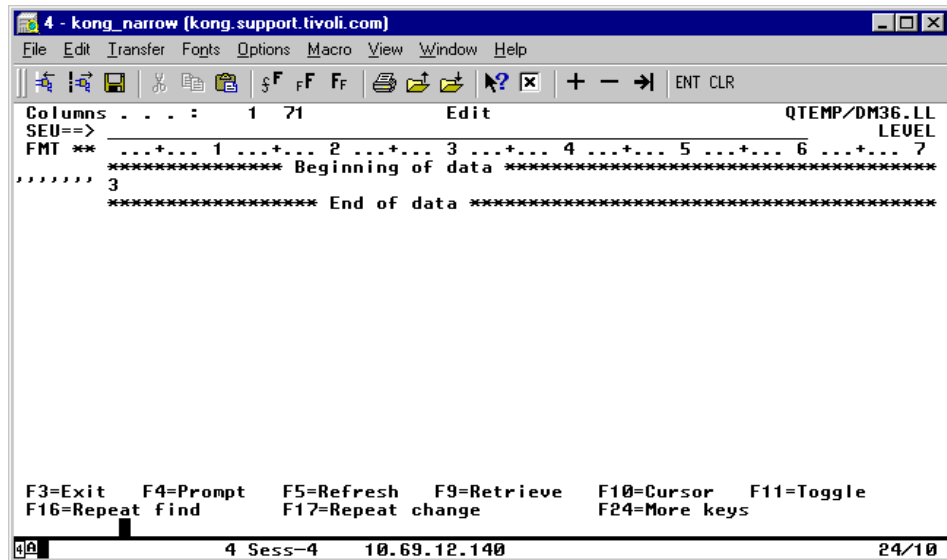 4 - kong_narrow (kong.support.tivoli.com)
File Edit Transfer Fonts Options Macro View Window Help
ENT CLR
Columns . . . : 1 71 Edit QTEMP/DM36.LL
SEU==> LEVEL
FMT ** ...+... 1 ...+... 2 ...+... 3 ...+... 4 ...+... 5 ...+... 6 ...+... 7
*************** Beginning of data *************************************
''''''' 3
****************** End of data ****************************************
F3=Exit F4=Prompt F5=Refresh F9=Retrieve F10=Cursor F11=Toggle
F16=Repeat find F17=Repeat change F24=More keys
4 Sess-4 10.69.12.140 24/10